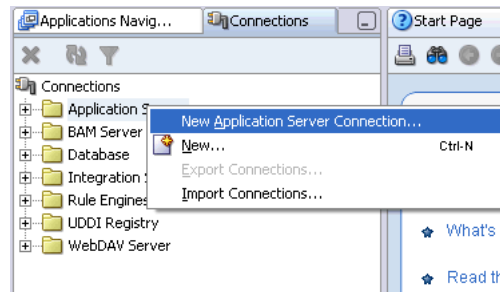 Applications Navig...
Connections
Start Page
Connections
Application S
New Application Server Connection...
BAM Server
New...
Ctrl-N
Database
Export Connections...
Integration
Import Connections...
Rule Engines
UDDI Registry
What's
WebDAV Server
Read th